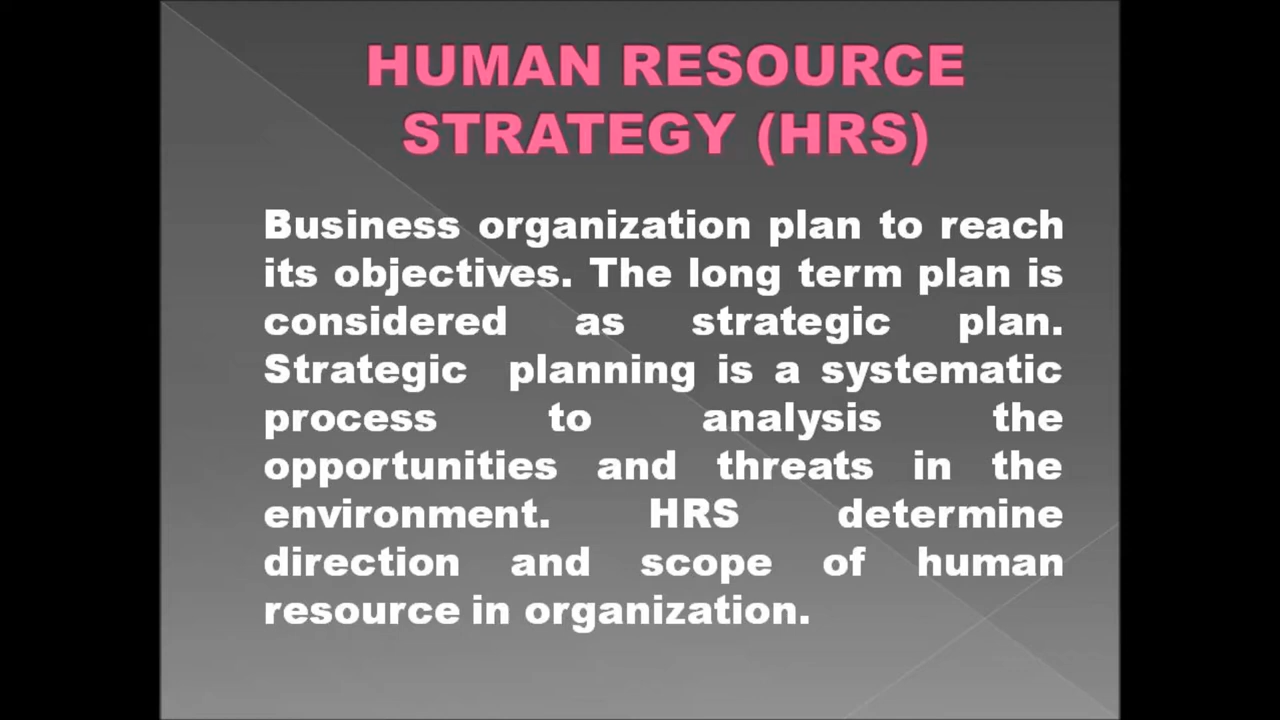 HUMAN RESOURCE
STRATEGY (HRS)
Business organization plan to reach
its objectives. The long term plan is
considered as strategic plan.
Strategic planning is a systematic
process to analysis the
opportunities and threats in the
environment. HRS determine
direction and scope of human
resource in organization.